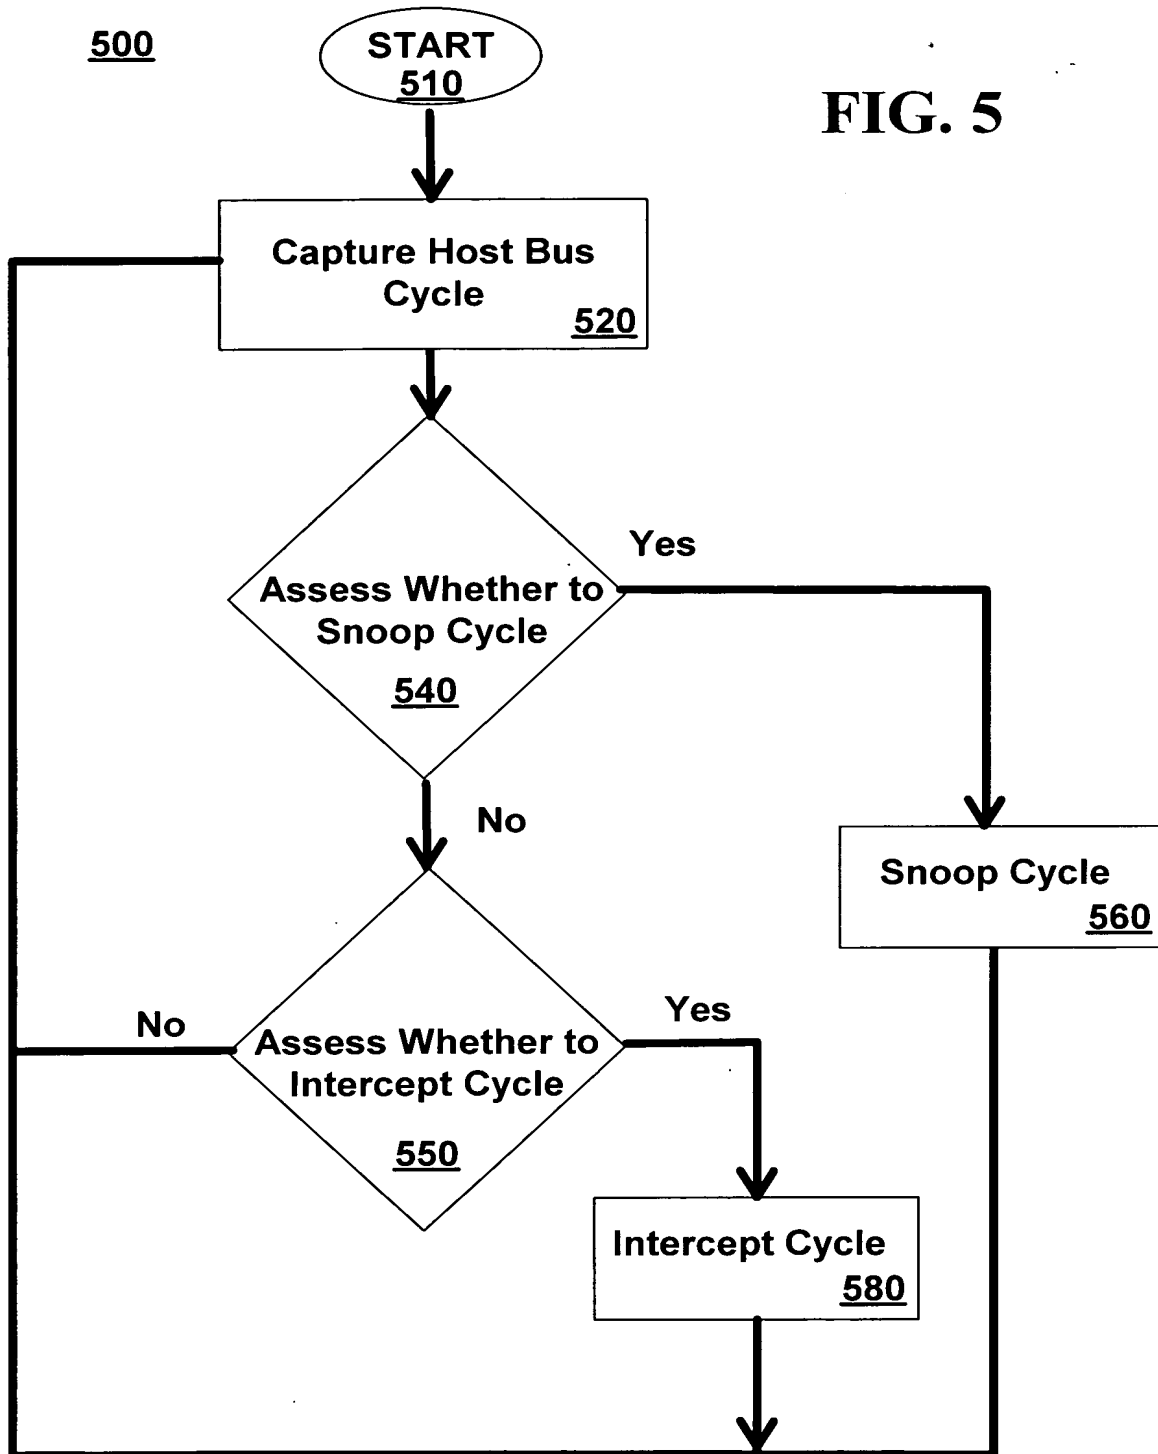 500
START
510
FIG. 5
Capture Host Bus
Cycle
520
Yes
Assess Whether to
Snoop Cycle
540
No
Snoop Cycle
560
No
Yes
Assess Whether to
Intercept Cycle
550
Intercept Cycle
580